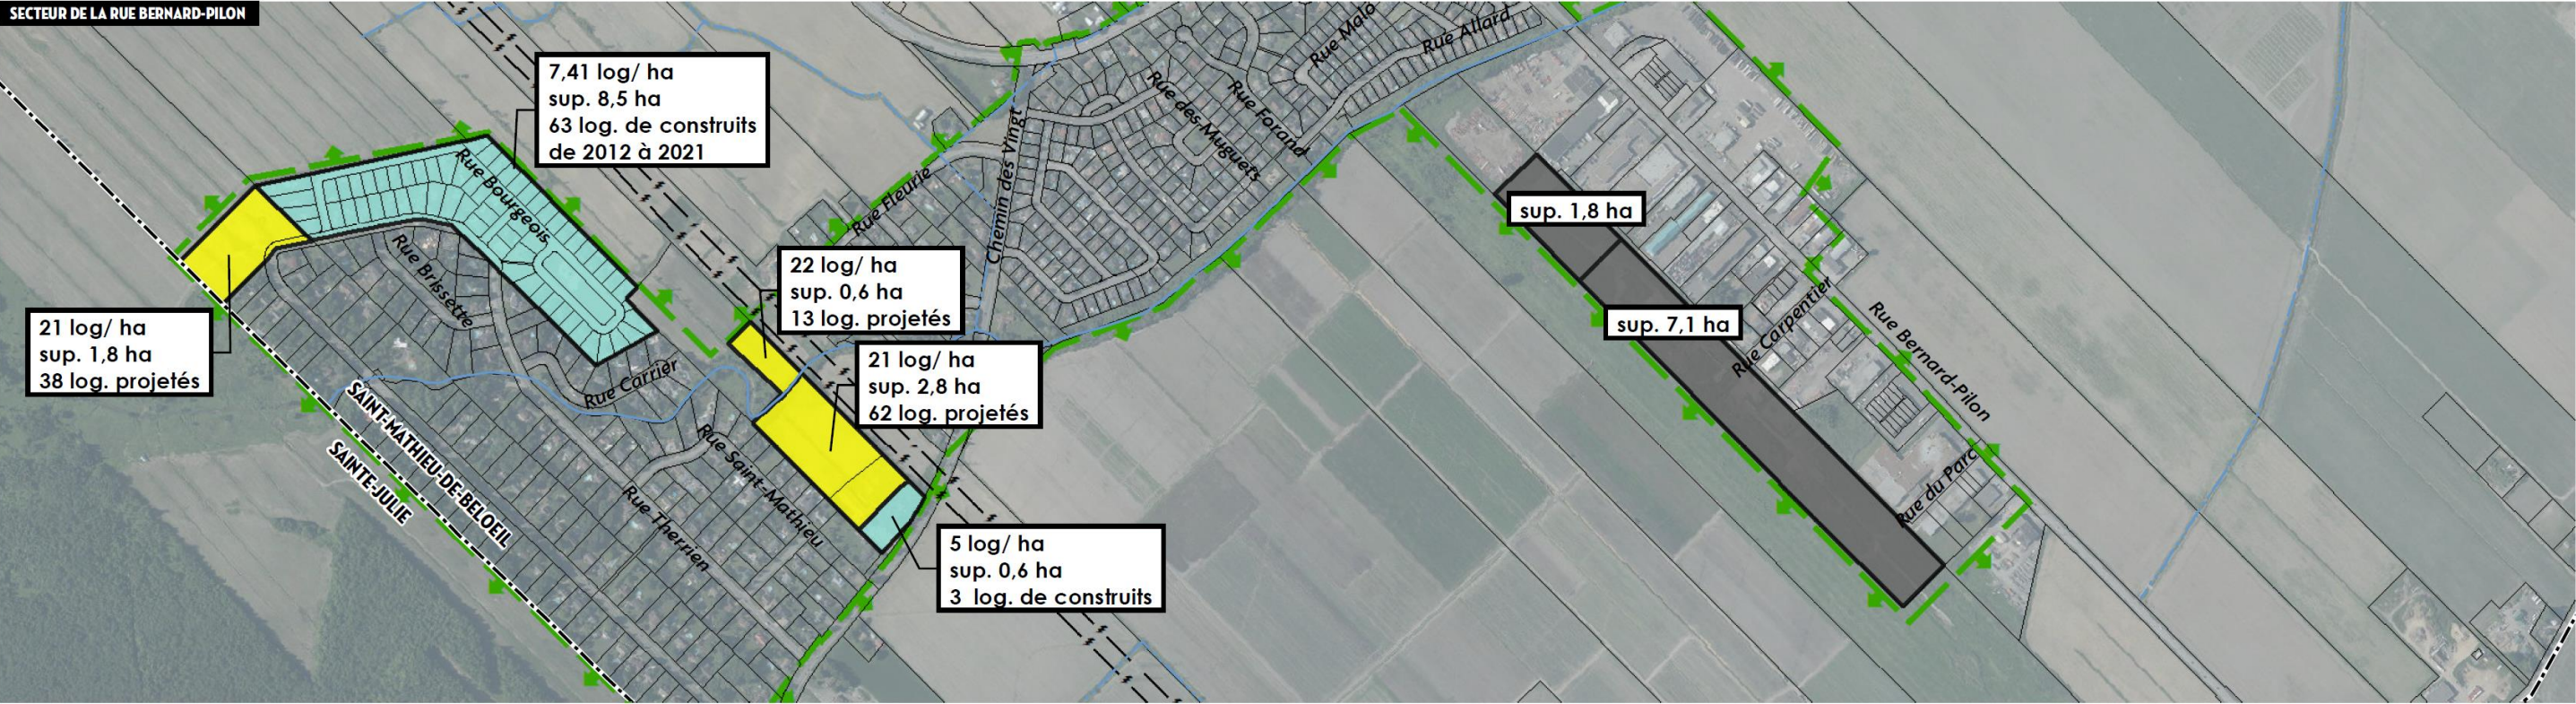 SECTEUR DE LA RUE BERNARD-PILON
7,41 log/ ha
sup. 8,5 ha
63 log. de construits
de 2012 à 2021
Rue Malo
Rue Allard
Rue des Muguets
Rue Forand
Chemin des Vingt
Rue Fleurie
Rue Bourgeois
Rue Brissette
sup. 1,8 ha
22 log/ ha
sup. 0,6 ha
13 log. projetés
21 log/ ha
sup. 1,8 ha
38 log. projetés
sup. 7,1 ha
Rue Carpentier
Rue Bernard-Pilon
21 log/ ha
sup. 2,8 ha
62 log. projetés
Rue Carrier
SAINT-MATHIEU-DE-BELOEIL
SAINTE-JULIE
Rue Saint-Mathieu
Rue Therrien
Rue du Parc
5 log/ ha
sup. 0,6 ha
3 log. de construits